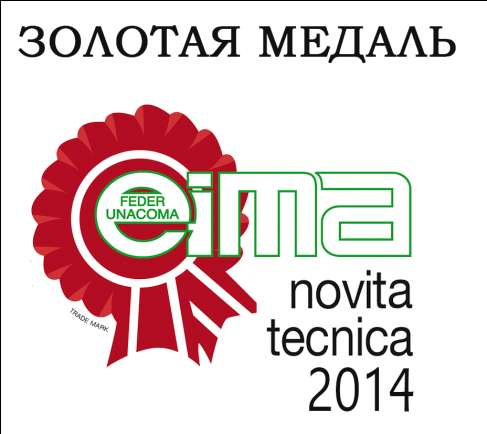 ЗОЛОТАЯ МЕДАЛЬ
eima
FEDER
UNACOMA
TRADE MARK
novita
tecnica
2014